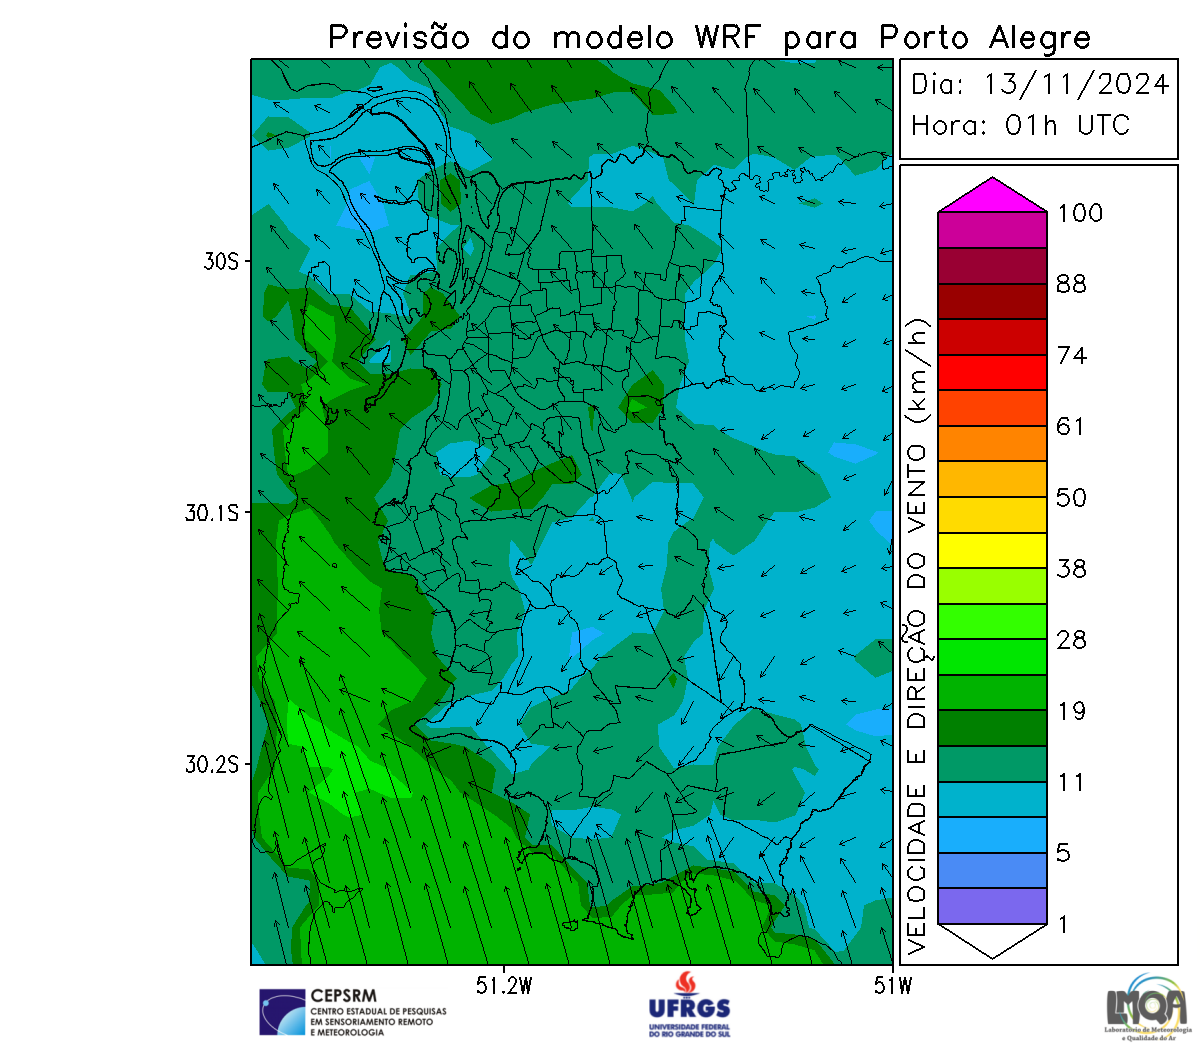 Previsão do modelo WRF para Porto Alegre
Dia: 13/11/2024
Hora: 01h UTC
VELOCIDADE E DIREÇÃO DO VENTO (km/h)
100
88
74
61
50
38
28
19
11
5
1
30S
30.1S
30.2S
51.2W
51W
CEPSRM
CENTRO ESTADUAL DE PESQUISAS
EM SENSORIAMENTO REMOTO
E METEOROLOGIA
UFRGS
UNIVERSIDADE FEDERAL
DO RIO GRANDE DO SUL
LMQA
Laboratório de Meteorologia
e Qualidade do Ar